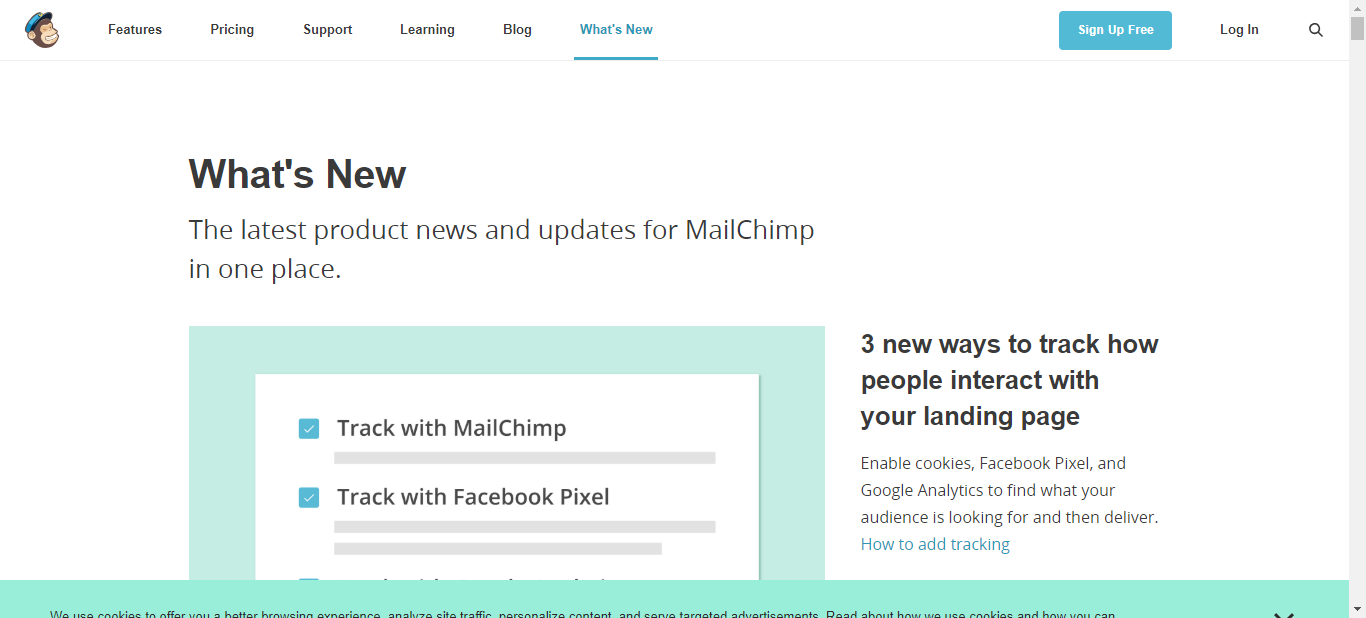 Features Pricing Support Learning Blog What's New Sign Up Free Log In
What's New
The latest product news and updates for MailChimp
in one place.
Track with MailChimp
Track with Facebook Pixel
3 new ways to track how
people interact with
your landing page
Enable cookies, Facebook Pixel, and
Google Analytics to find what your
audience is looking for and then deliver.
How to add tracking
We use cookies to offer you a better browsing experience, analyze site traffic, personalize content, and serve targeted advertisements. Read about how we use cookies and how you can